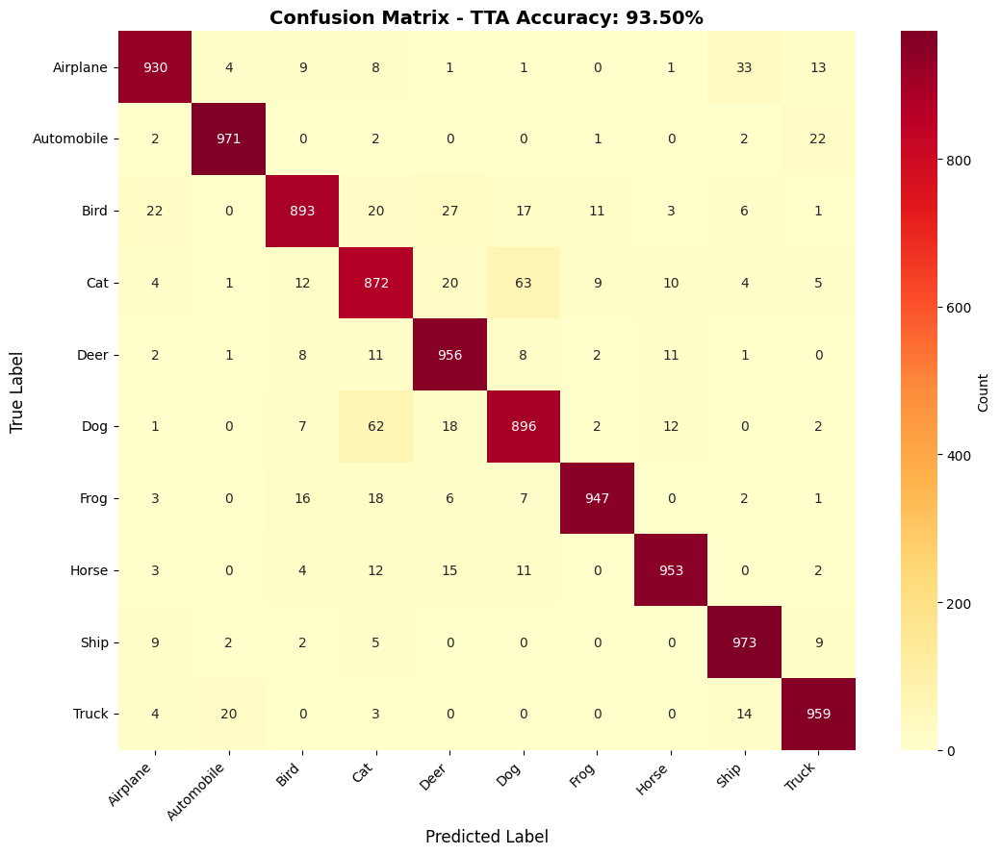 Confusion Matrix - TTA Accuracy: 93.50%
Airplane 930 4 9 8 1 1 0 1 33 13
Automobile 2 971 0 2 0 0 1 0 2 22
Bird 22 0 893 20 27 17 11 3 6 1
Cat 4 1 12 872 20 63 9 10 4 5
Deer 2 1 8 11 956 8 2 11 1 0
Dog 1 0 7 62 18 896 2 12 0 2
Frog 3 0 16 18 6 7 947 0 2 1
Horse 3 0 4 12 15 11 0 953 0 2
Ship 9 2 2 5 0 0 0 0 973 9
Truck 4 20 0 3 0 0 0 0 14 959
Airplane Automobile Bird Cat Deer Dog Frog Horse Ship Truck
Predicted Label
True Label
800
600
400
200
0
Count